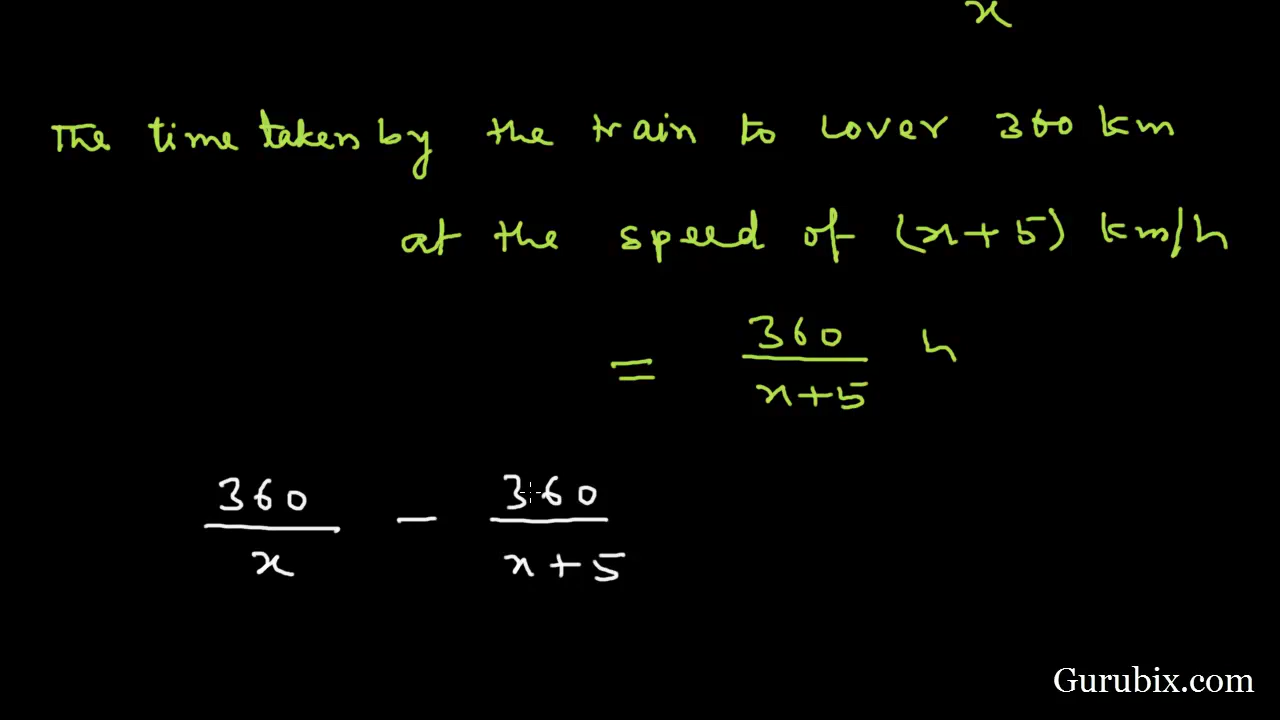 x
The time taken by the train to cover 360 km
at the speed of (x+5) km/h
= 360/x+5 h
360/x - 360/x+5
Gurubix.com